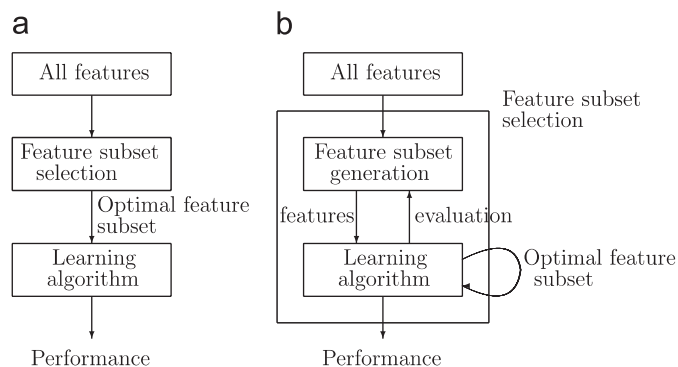 a
All features
Feature subset
selection
Optimal feature
subset
Learning
algorithm
Performance
b
All features
Feature subset
selection
Feature subset
generation
features
evaluation
Learning
algorithm
Optimal feature
subset
Performance